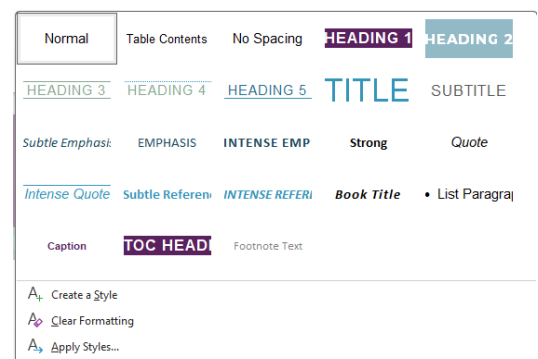 Normal Table Contents No Spacing HEADING 1 HEADING 2
HEADING 3 HEADING 4 HEADING 5 TITLE SUBTITLE
Subtle Emphasis EMPHASIS INTENSE EMP Strong Quote
Intense Quote Subtle Referen INTENSE REFERI Book Title • List Paragrap
Caption TOC HEADI Footnote Text
Create a Style
Clear Formatting
Apply Styles...